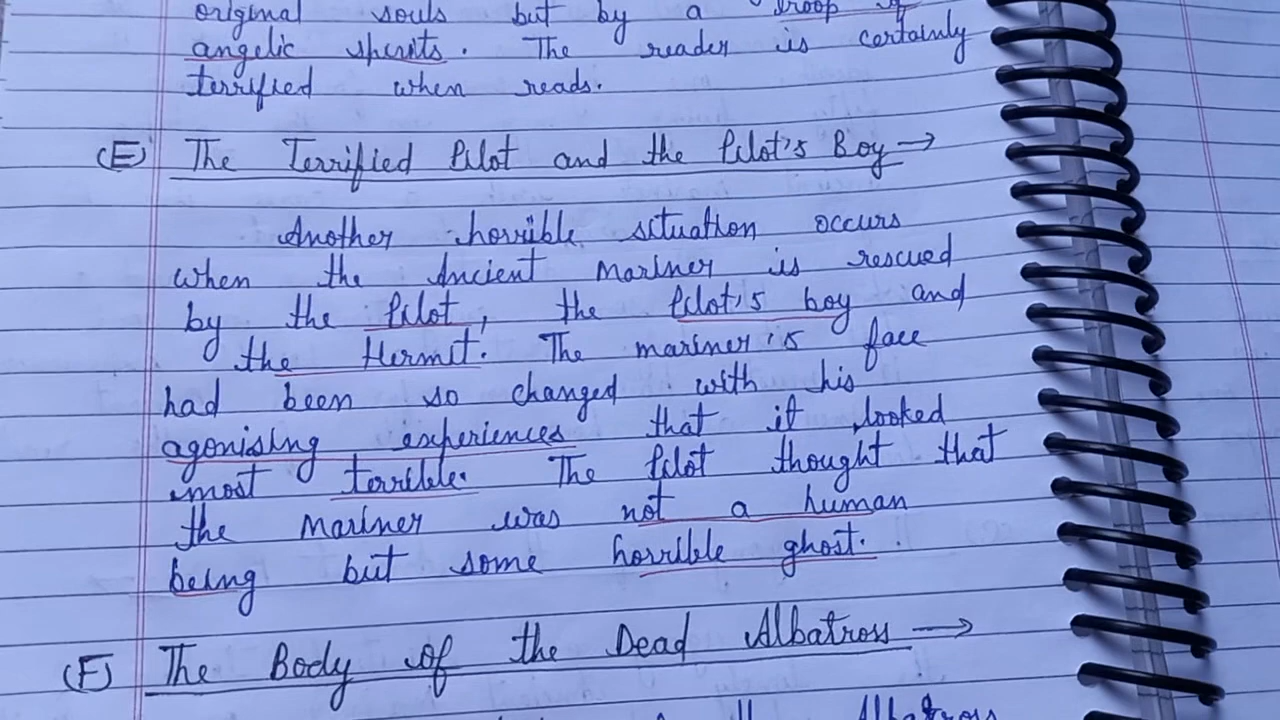 original souls but by a troop of
angelic spirits. The reader is certainly
terrified when reads.
(E) The Terrified Pilot and the Pilot's Boy →
Another horrible situation occurs
when the Ancient Mariner is rescued
by the Pilot, the Pilot's boy and
the Hermit. The mariner's face
had been so changed with his
agonising experiences that it looked
most terrible. The Pilot thought that
the Mariner was not a human
being but some horrible ghost.
(F) The Body of the Dead Albatross →
Albatross